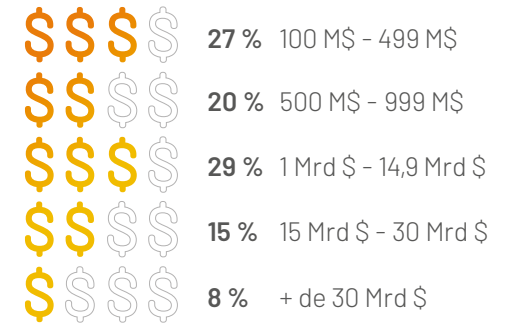 $ $ $ $ 27 % 100 M$ - 499 M$
$ $ $ $ 20 % 500 M$ - 999 M$
$ $ $ $ 29 % 1 Mrd $ - 14,9 Mrd $
$ $ $ $ 15 % 15 Mrd $ - 30 Mrd $
$ $ $ $ 8 % + de 30 Mrd $